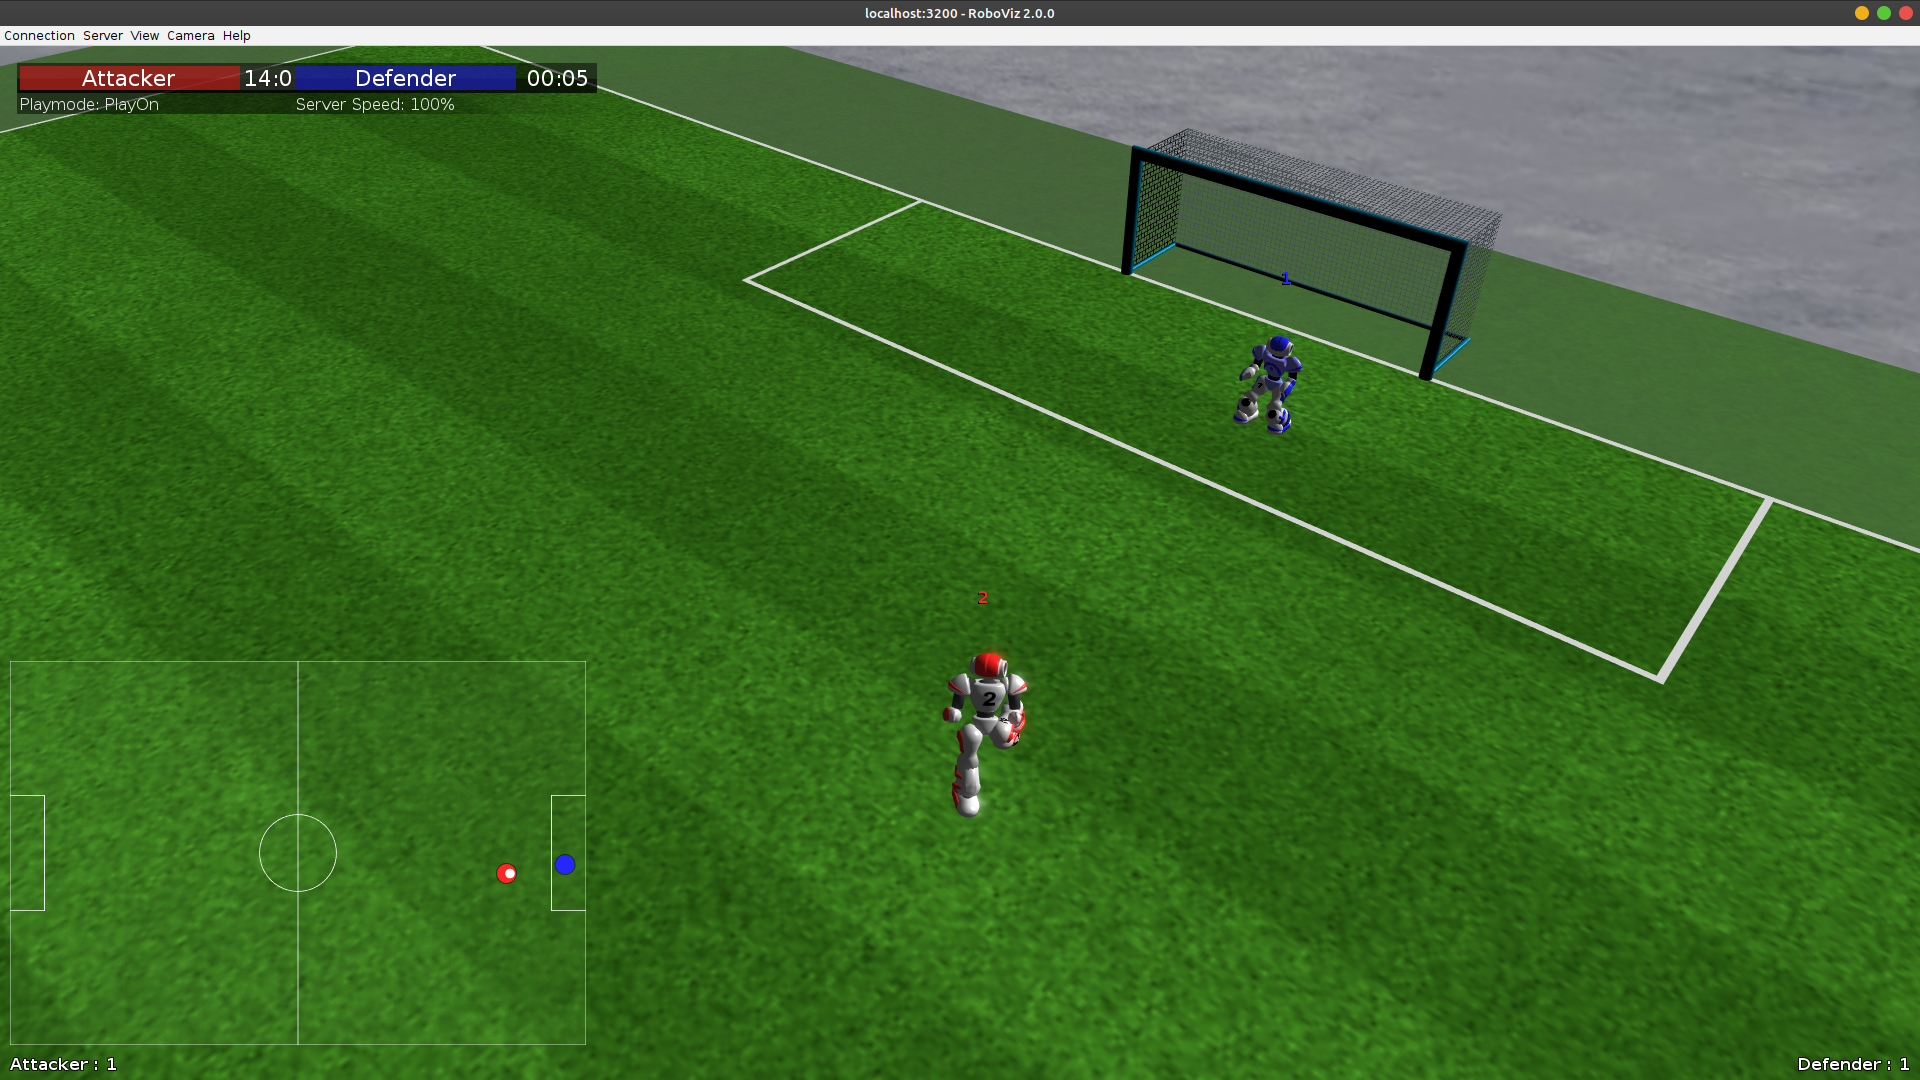 localhost:3200 - RoboViz 2.0.0
Connection Server View Camera Help
Attacker 14:0 Defender 00:05
Playmode: PlayOn Server Speed: 100%
1
2
2
Attacker : 1 Defender : 1